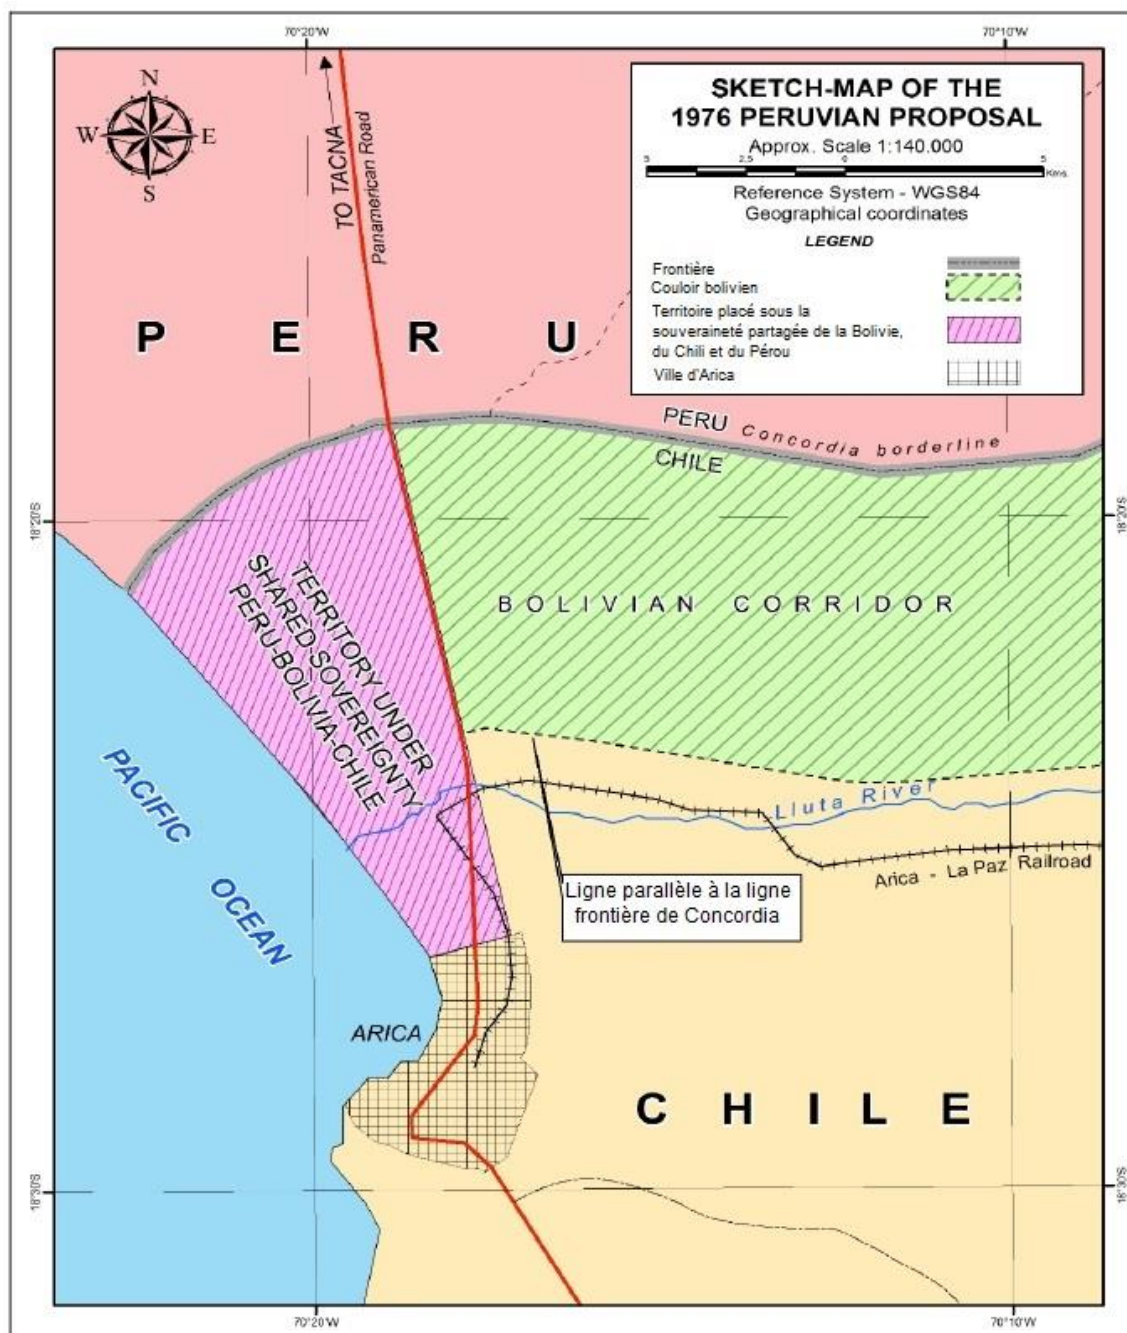 70°20'W
70°10'W
N
W
E
S
TO TACNA
Panamerican Road
SKETCH-MAP OF THE
1976 PERUVIAN PROPOSAL
Approx. Scale 1:140.000
5 2,5 0 5
Kms.
Reference System - WGS84
Geographical coordinates
LEGEND
Frontière
Couloir bolivien
Territoire placé sous la
souveraineté partagée de la Bolivie,
du Chili et du Pérou
Ville d'Arica
PERU
PERU
Concordia borderline
CHILE
18°20'S
18°20'S
BOLIVIAN CORRIDOR
TERRITORY UNDER
SHARED-SOVEREIGNTY
PERU-BOLIVIA-CHILE
PACIFIC
OCEAN
Lluta River
Arica - La Paz Railroad
Ligne parallèle à la ligne
frontière de Concordia
ARICA
CHILE
18°30'S
18°30'S
70°20'W
70°10'W